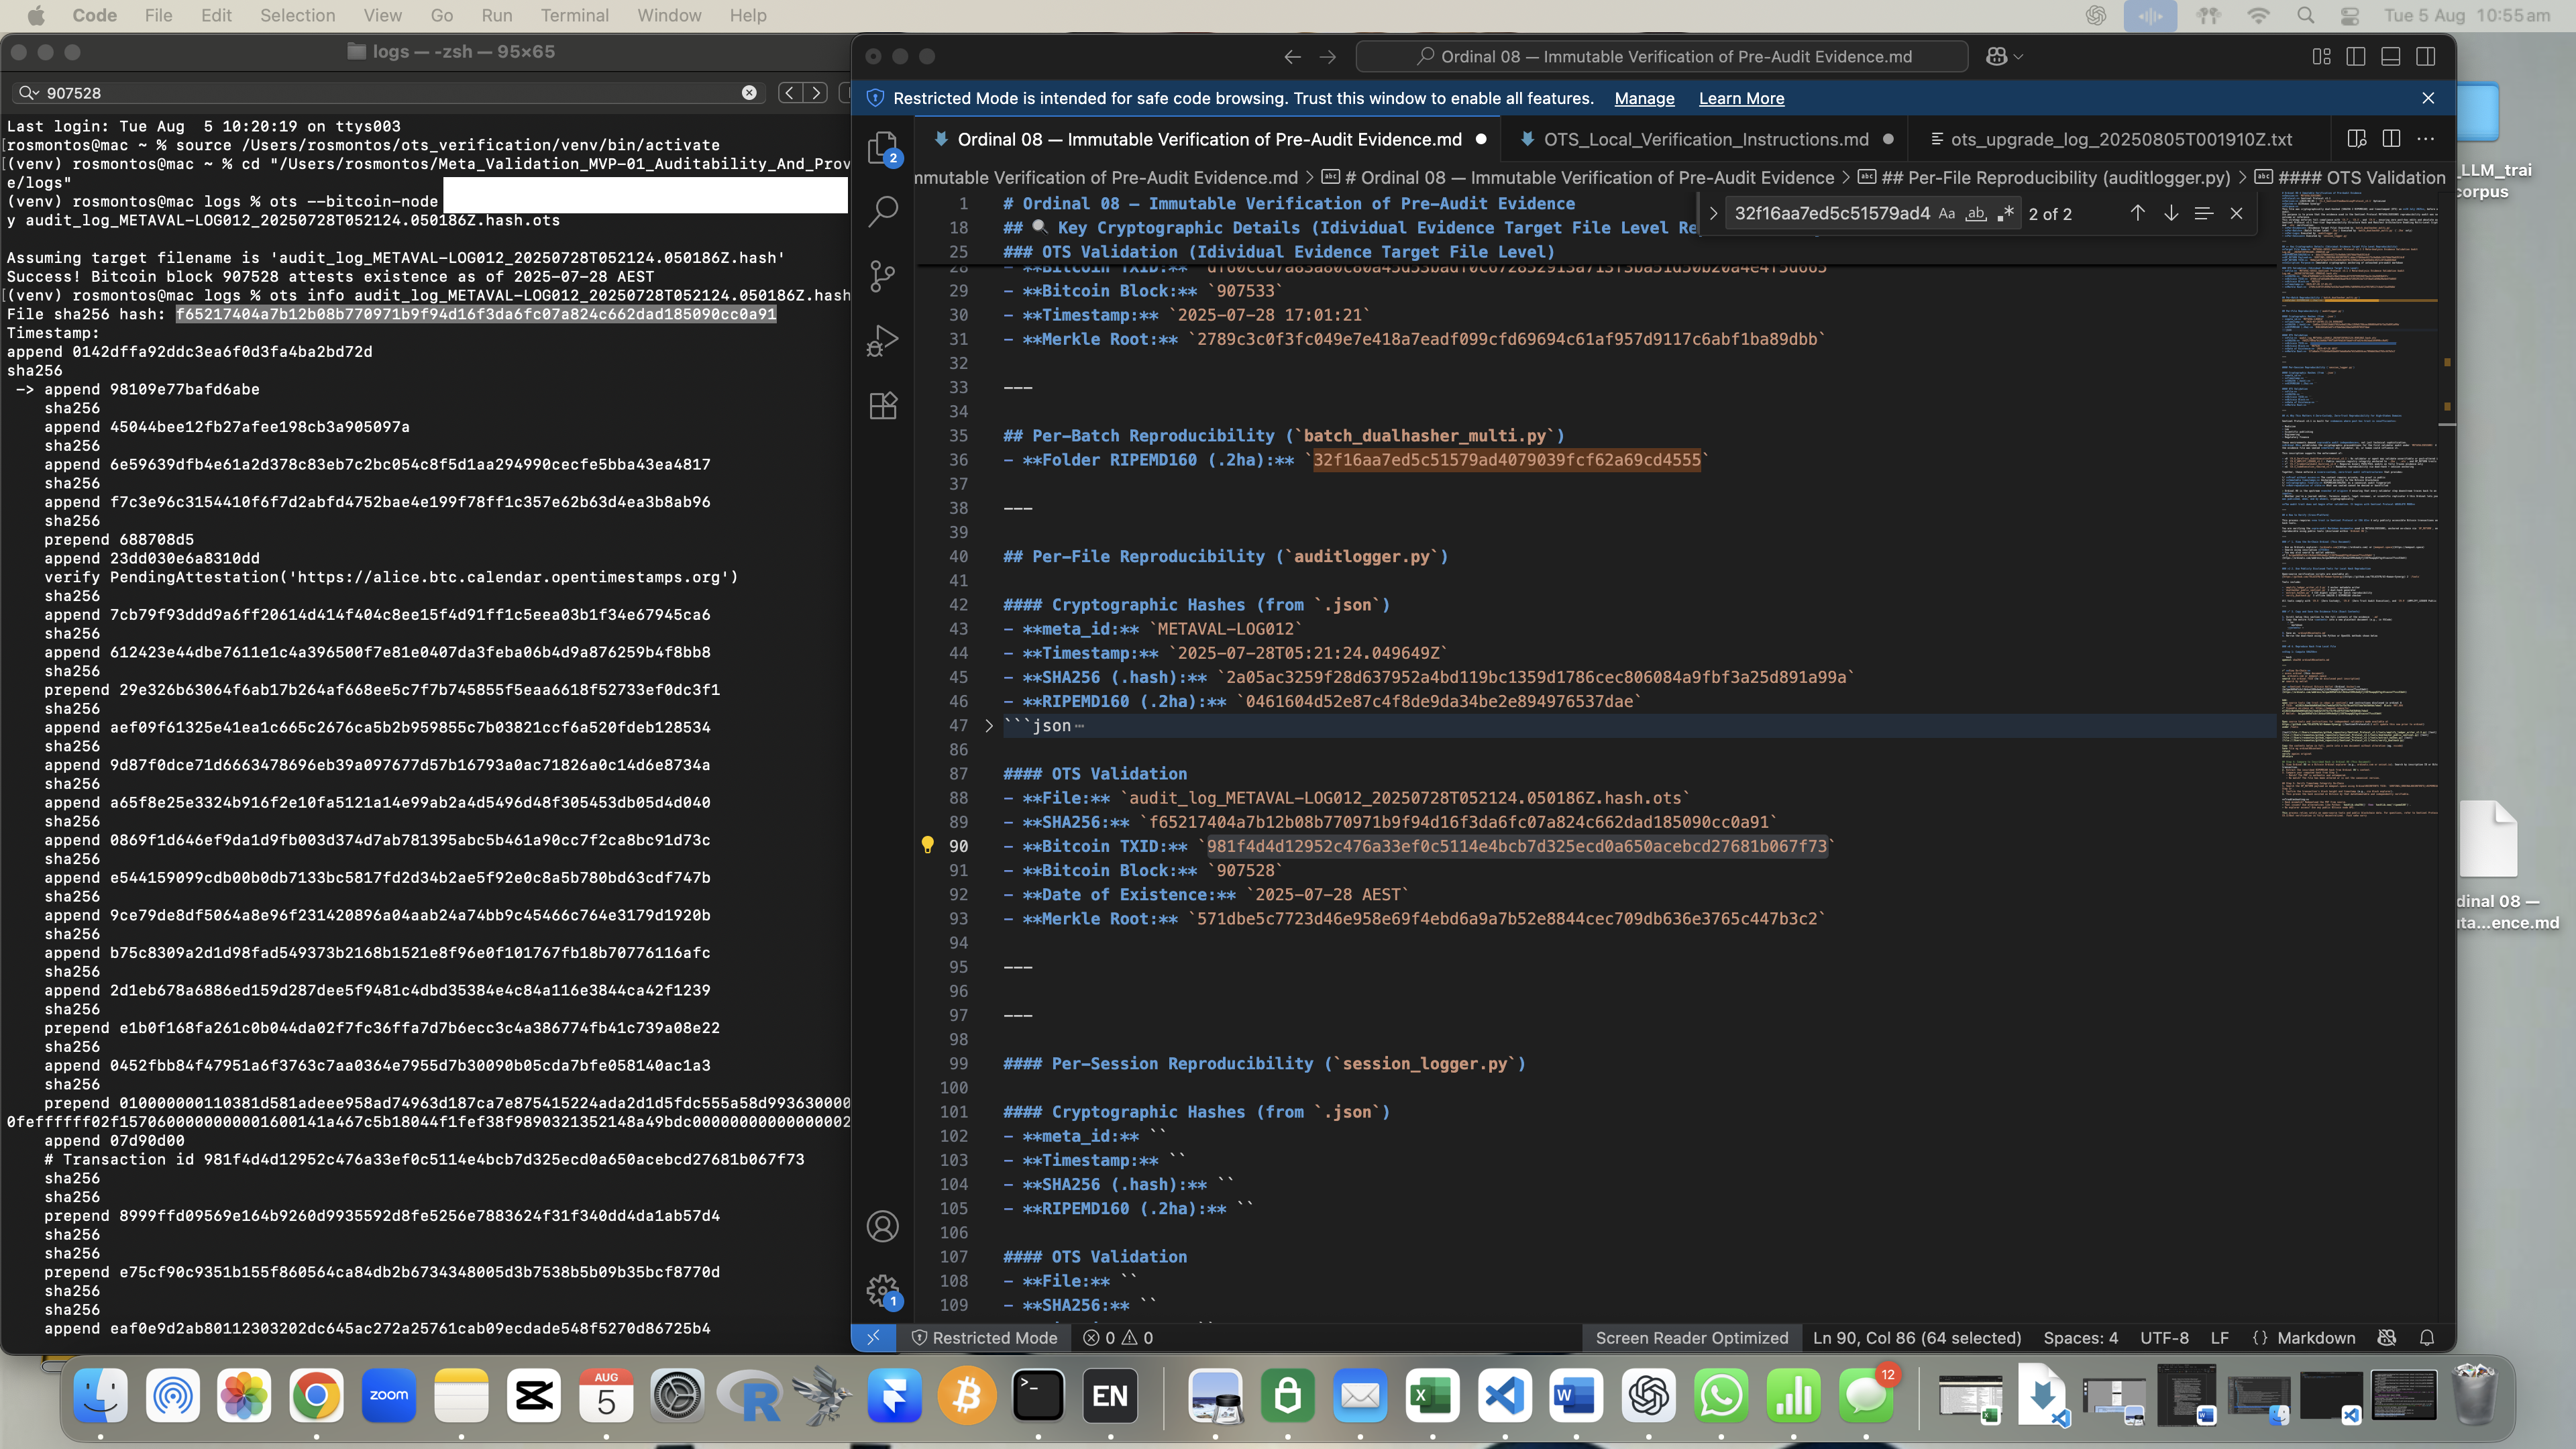 Code File Edit Selection View Go Run Terminal Window Help
Tue 5 Aug 10:55 am
logs — -zsh — 95×65
907528
Last login: Tue Aug  5 10:20:19 on ttys003
[rosmontos@mac ~ % source /Users/rosmontos/ots_verification/venv/bin/activate
[(venv) rosmontos@mac ~ % cd "/Users/rosmontos/Meta_Validation_MVP-01_Auditability_And_Prov
e/logs"
(venv) rosmontos@mac logs % ots --bitcoin-node
y audit_log_METAVAL-LOG012_20250728T052124.050186Z.hash.ots
Assuming target filename is 'audit_log_METAVAL-LOG012_20250728T052124.050186Z.hash'
Success! Bitcoin block 907528 attests existence as of 2025-07-28 AEST
[(venv) rosmontos@mac logs % ots info audit_log_METAVAL-LOG012_20250728T052124.050186Z.hash
File sha256 hash: f65217404a7b12b08b770971b9f94d16f3da6fc07a824c662dad185090cc0a91
Timestamp:
append 0142dffa92ddc3ea6f0d3fa4ba2bd72d
sha256
-> append 98109e77bafd6abe
sha256
append 45044bee12fb27afee198cb3a905097a
sha256
append 6e59639dfb4e61a2d378c83eb7c2bc054c8f5d1aa294990cecfe5bba43ea4817
sha256
append f7c3e96c3154410f6f7d2abfd4752bae4e199f78ff1c357e62b63d4ea3b8ab96
sha256
prepend 688708d5
append 23dd030e6a8310dd
verify PendingAttestation('https://alice.btc.calendar.opentimestamps.org')
sha256
append 7cb79f93ddd9a6ff20614d414f404c8ee15f4d91ff1c5eea03b1f34e67945ca6
sha256
append 612423e44dbe7611e1c4a396500f7e81e0407da3feba06b4d9a876259b4f8bb8
sha256
prepend 29e326b63064f6ab17b264af668ee5c7f7b745855f5eaa6618f52733ef0dc3f1
sha256
append aef09f61325e41ea1c665c2676ca5b2b959855c7b03821ccf6a520fdeb128534
sha256
append 9d87f0dce71d6663478696eb39a097677d57b16793a0ac71826a0c14d6e8734a
sha256
append a65f8e25e3324b916f2e10fa5121a14e99ab2a4d5496d48f305453db05d4d040
sha256
append 0869f1d646ef9da1d9fb003d374d7ab781395abc5b461a90cc7f2ca8bc91d73c
sha256
append e544159099cdb00b0db7133bc5817fd2d34b2ae5f92e0c8a5b780bd63cdf747b
sha256
append 9ce79de8df5064a8e96f231420896a04aab24a74bb9c45466c764e3179d1920b
sha256
append b75c8309a2d1d98fad549373b2168b1521e8f96e0f101767fb18b70776116afc
sha256
append 2d1eb678a6886ed159d287dee5f9481c4dbd35384e4c84a116e3844ca42f1239
sha256
prepend e1b0f168fa261c0b044da02f7fc36ffa7d7b6ecc3c4a386774fb41c739a08e22
sha256
append 0452fbb84f47951a6f3763c7aa0364e7955d7b30090b05cda7bfe058140ac1a3
sha256
prepend 010000000110381d581adeee958ad74963d187ca7e875415224ada2d1d5fdc555a58d993630000
0feffffff02f1570600000000001600141a467c5b18044f1fef38f9890321352148a49bdc0000000000000002
append 07d90d00
# Transaction id 981f4d4d12952c476a33ef0c5114e4bcb7d325ecd0a650acebcd27681b067f73
sha256
sha256
prepend 8999ffd09569e164b9260d9935592d8fe5256e7883624f31f340dd4da1ab57d4
sha256
sha256
prepend e75cf90c9351b155f860564ca84db2b6734348005d3b7538b5b09b35bcf8770d
sha256
sha256
append eaf0e9d2ab80112303202dc645ac272a25761cab09ecdade548f5270d86725b4
Ordinal 08 — Immutable Verification of Pre-Audit Evidence.md
Restricted Mode is intended for safe code browsing. Trust this window to enable all features. Manage Learn More
Ordinal 08 — Immutable Verification of Pre-Audit Evidence.md
OTS_Local_Verification_Instructions.md
ots_upgrade_log_20250805T001910Z.txt
mmutable Verification of Pre-Audit Evidence.md > # Ordinal 08 — Immutable Verification of Pre-Audit Evidence > ## Per-File Reproducibility (auditlogger.py) > #### OTS Validation
32f16aa7ed5c51579ad4 Aa ab .* 2 of 2
1 # Ordinal 08 — Immutable Verification of Pre-Audit Evidence
18 ## 🔍 Key Cryptographic Details (Idividual Evidence Target File Level Re
25 ### OTS Validation (Idividual Evidence Target File Level)
29 - **Bitcoin Block:** `907533`
30 - **Timestamp:** `2025-07-28 17:01:21`
31 - **Merkle Root:** `2789c3c0f3fc049e7e418a7eadf099cfd69694c61af957d9117c6abf1ba89dbb`
32
33 ---
34
35 ## Per-Batch Reproducibility (`batch_dualhasher_multi.py`)
36 - **Folder RIPEMD160 (.2ha):** `32f16aa7ed5c51579ad4079039fcf62a69cd4555`
37
38 ---
39
40 ## Per-File Reproducibility (`auditlogger.py`)
41
42 #### Cryptographic Hashes (from `.json`)
43 - **meta_id:** `METAVAL-LOG012`
44 - **Timestamp:** `2025-07-28T05:21:24.049649Z`
45 - **SHA256 (.hash):** `2a05ac3259f28d637952a4bd119bc1359d1786cec806084a9fbf3a25d891a99a`
46 - **RIPEMD160 (.2ha):** `0461604d52e87c4f8de9da34be2e894976537dae`
47 ```json⋯
86
87 #### OTS Validation
88 - **File:** `audit_log_METAVAL-LOG012_20250728T052124.050186Z.hash.ots`
89 - **SHA256:** `f65217404a7b12b08b770971b9f94d16f3da6fc07a824c662dad185090cc0a91`
90 - **Bitcoin TXID:** `981f4d4d12952c476a33ef0c5114e4bcb7d325ecd0a650acebcd27681b067f73`
91 - **Bitcoin Block:** `907528`
92 - **Date of Existence:** `2025-07-28 AEST`
93 - **Merkle Root:** `571dbe5c7723d46e958e69f4ebd6a9a7b52e8844cec709db636e3765c447b3c2`
94
95 ---
96
97 ---
98
99 #### Per-Session Reproducibility (`session_logger.py`)
100
101 #### Cryptographic Hashes (from `.json`)
102 - **meta_id:** ``
103 - **Timestamp:** ``
104 - **SHA256 (.hash):** ``
105 - **RIPEMD160 (.2ha):** ``
106
107 #### OTS Validation
108 - **File:** ``
109 - **SHA256:** ``
2
1
Restricted Mode 0 0
Screen Reader Optimized Ln 90, Col 86 (64 selected) Spaces: 4 UTF-8 LF {} Markdown
_LLM_trai
corpus
dinal 08 —
uta...ence.md
zoom
AUG
5
EN
12